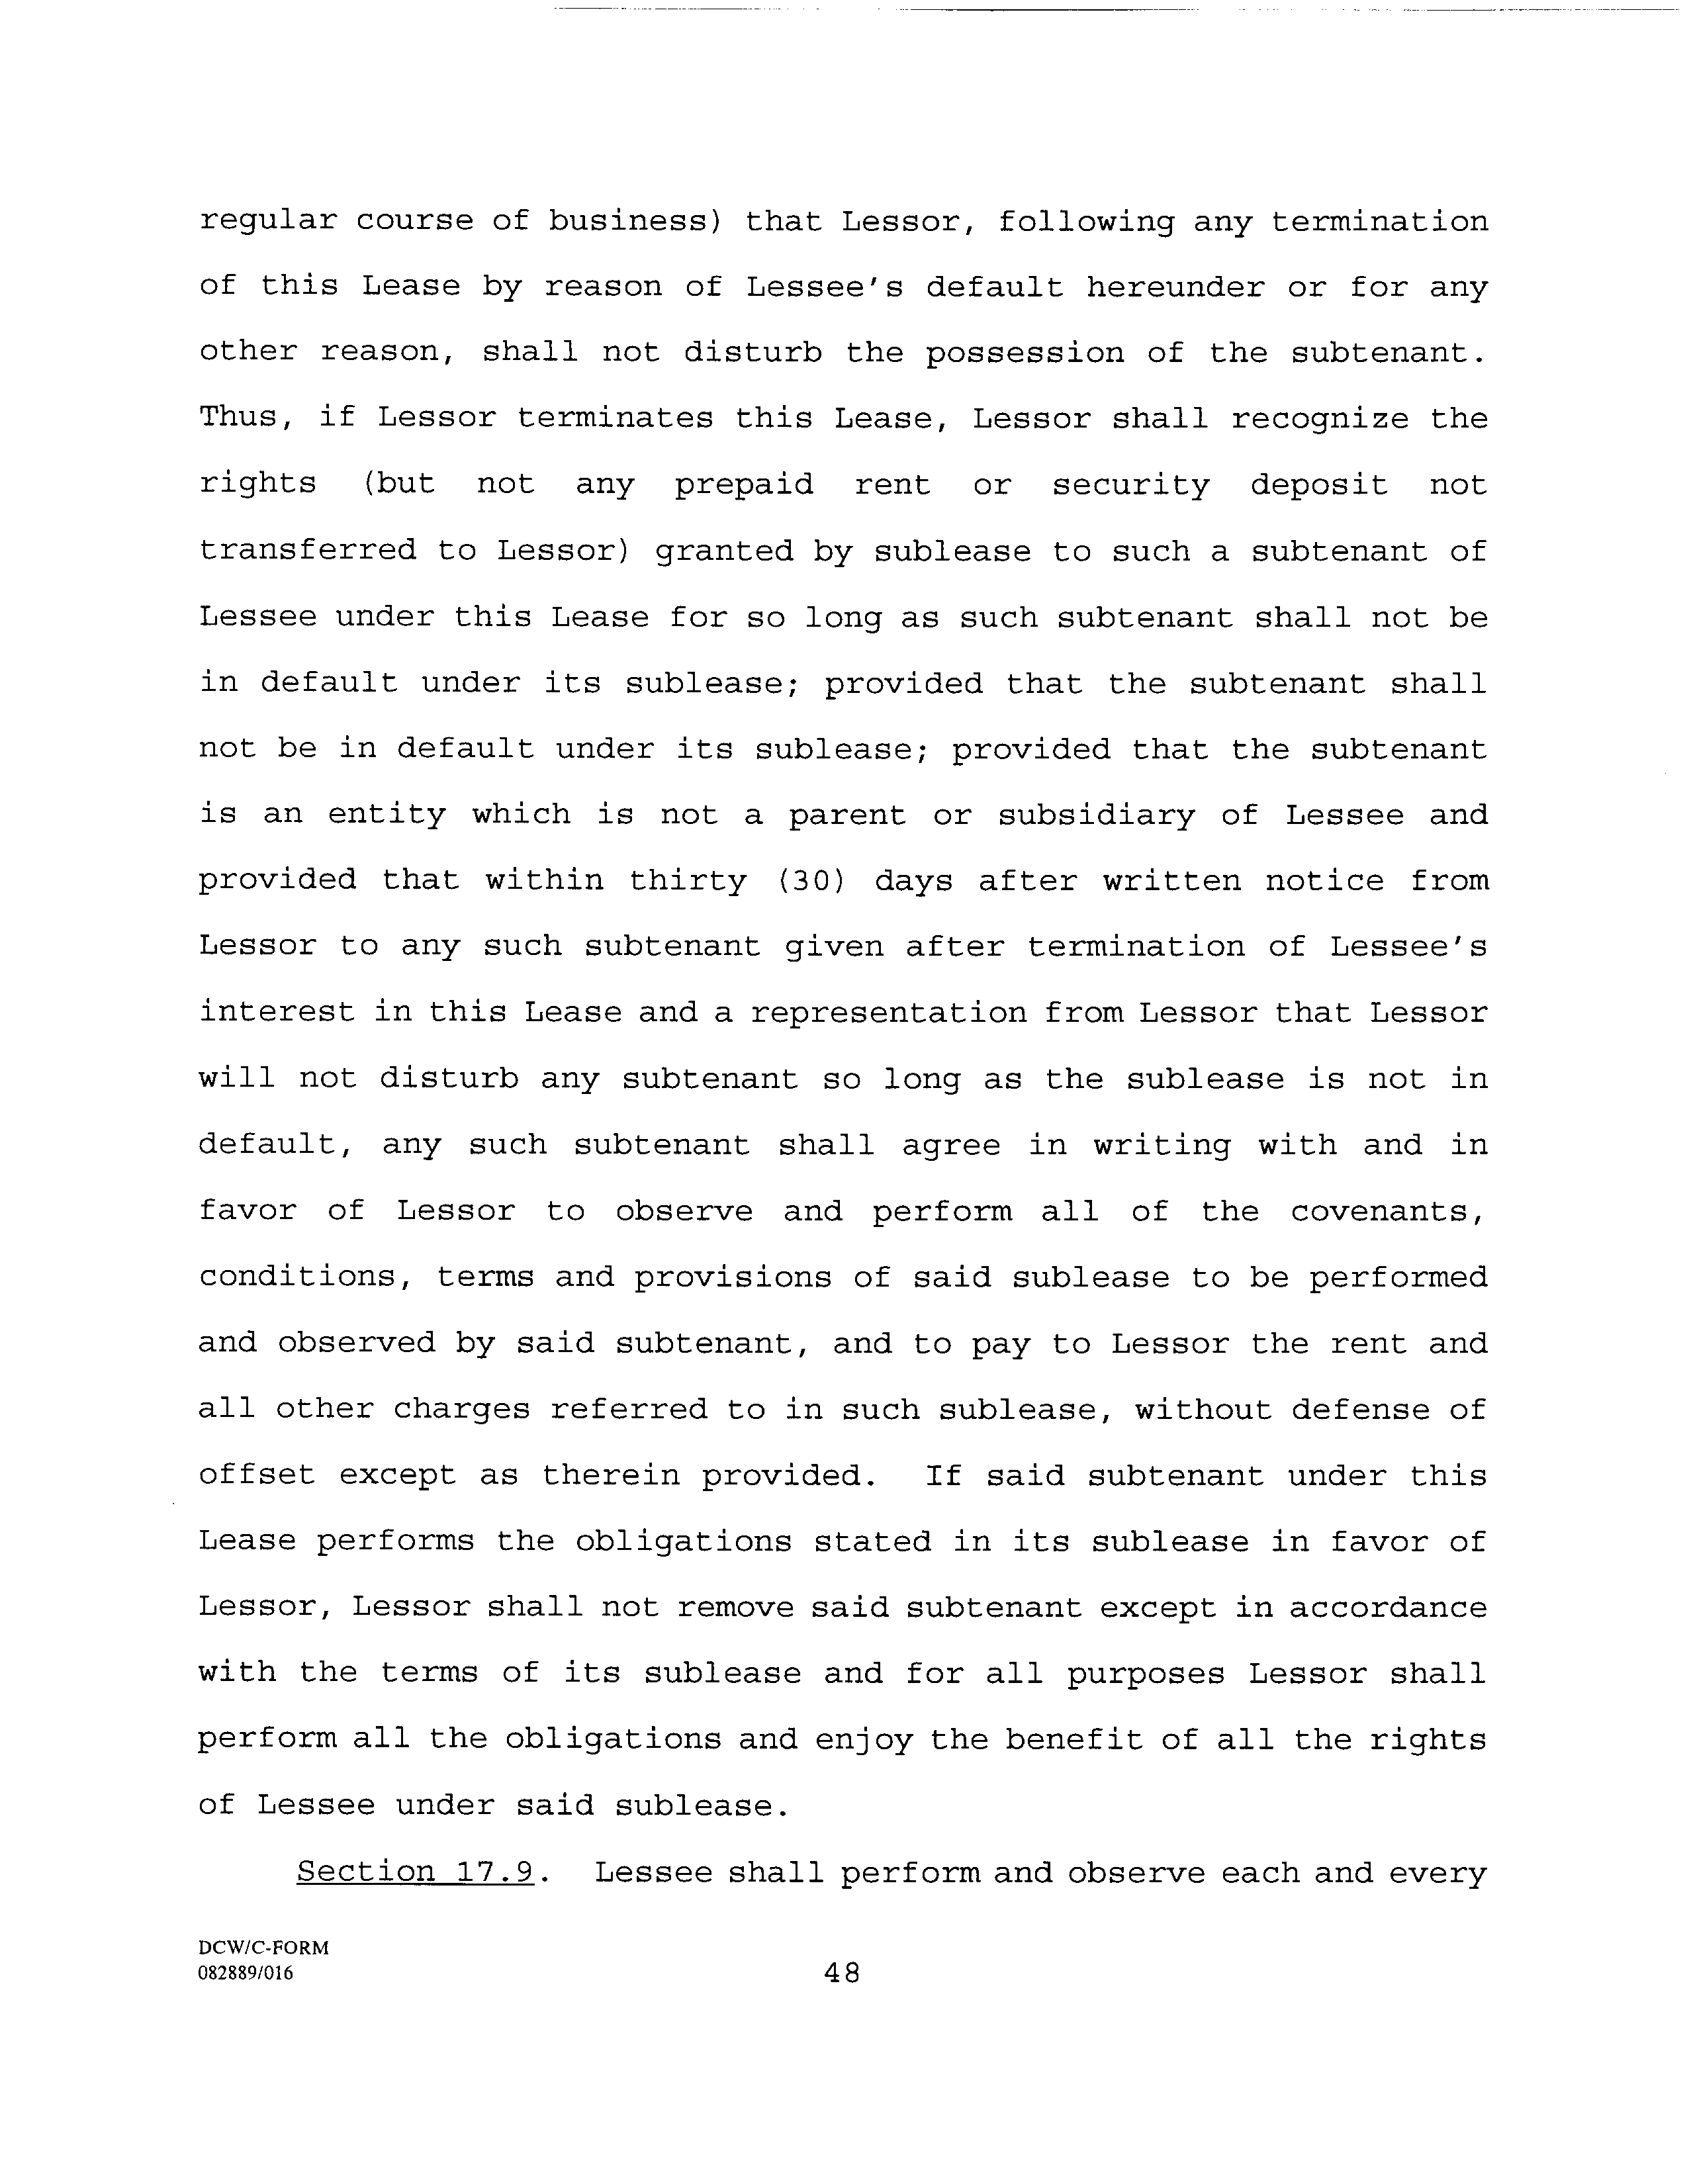 regular course of business) that Lessor, following any termination
of this Lease by reason of Lessee's default hereunder or for any
other reason, shall not disturb the possession of the subtenant.
Thus, if Lessor terminates this Lease, Lessor shall recognize the
rights (but not any prepaid rent or security deposit not
transferred to Lessor) granted by sublease to such a subtenant of
Lessee under this Lease for so long as such subtenant shall not be
in default under its sublease; provided that the subtenant shall
not be in default under its sublease; provided that the subtenant
is an entity which is not a parent or subsidiary of Lessee and
provided that within thirty (30) days after written notice from
Lessor to any such subtenant given after termination of Lessee's
interest in this Lease and a representation from Lessor that Lessor
will not disturb any subtenant so long as the sublease is not in
default, any such subtenant shall agree in writing with and in
favor of Lessor to observe and perform all of the covenants,
conditions, terms and provisions of said sublease to be performed
and observed by said subtenant, and to pay to Lessor the rent and
all other charges referred to in such sublease, without defense of
offset except as therein provided. If said subtenant under this
Lease performs the obligations stated in its sublease in favor of
Lessor, Lessor shall not remove said subtenant except in accordance
with the terms of its sublease and for all purposes Lessor shall
perform all the obligations and enjoy the benefit of all the rights
of Lessee under said sublease.
Section 17.9. Lessee shall perform and observe each and every
DCW/C-FORM
082889/016
48